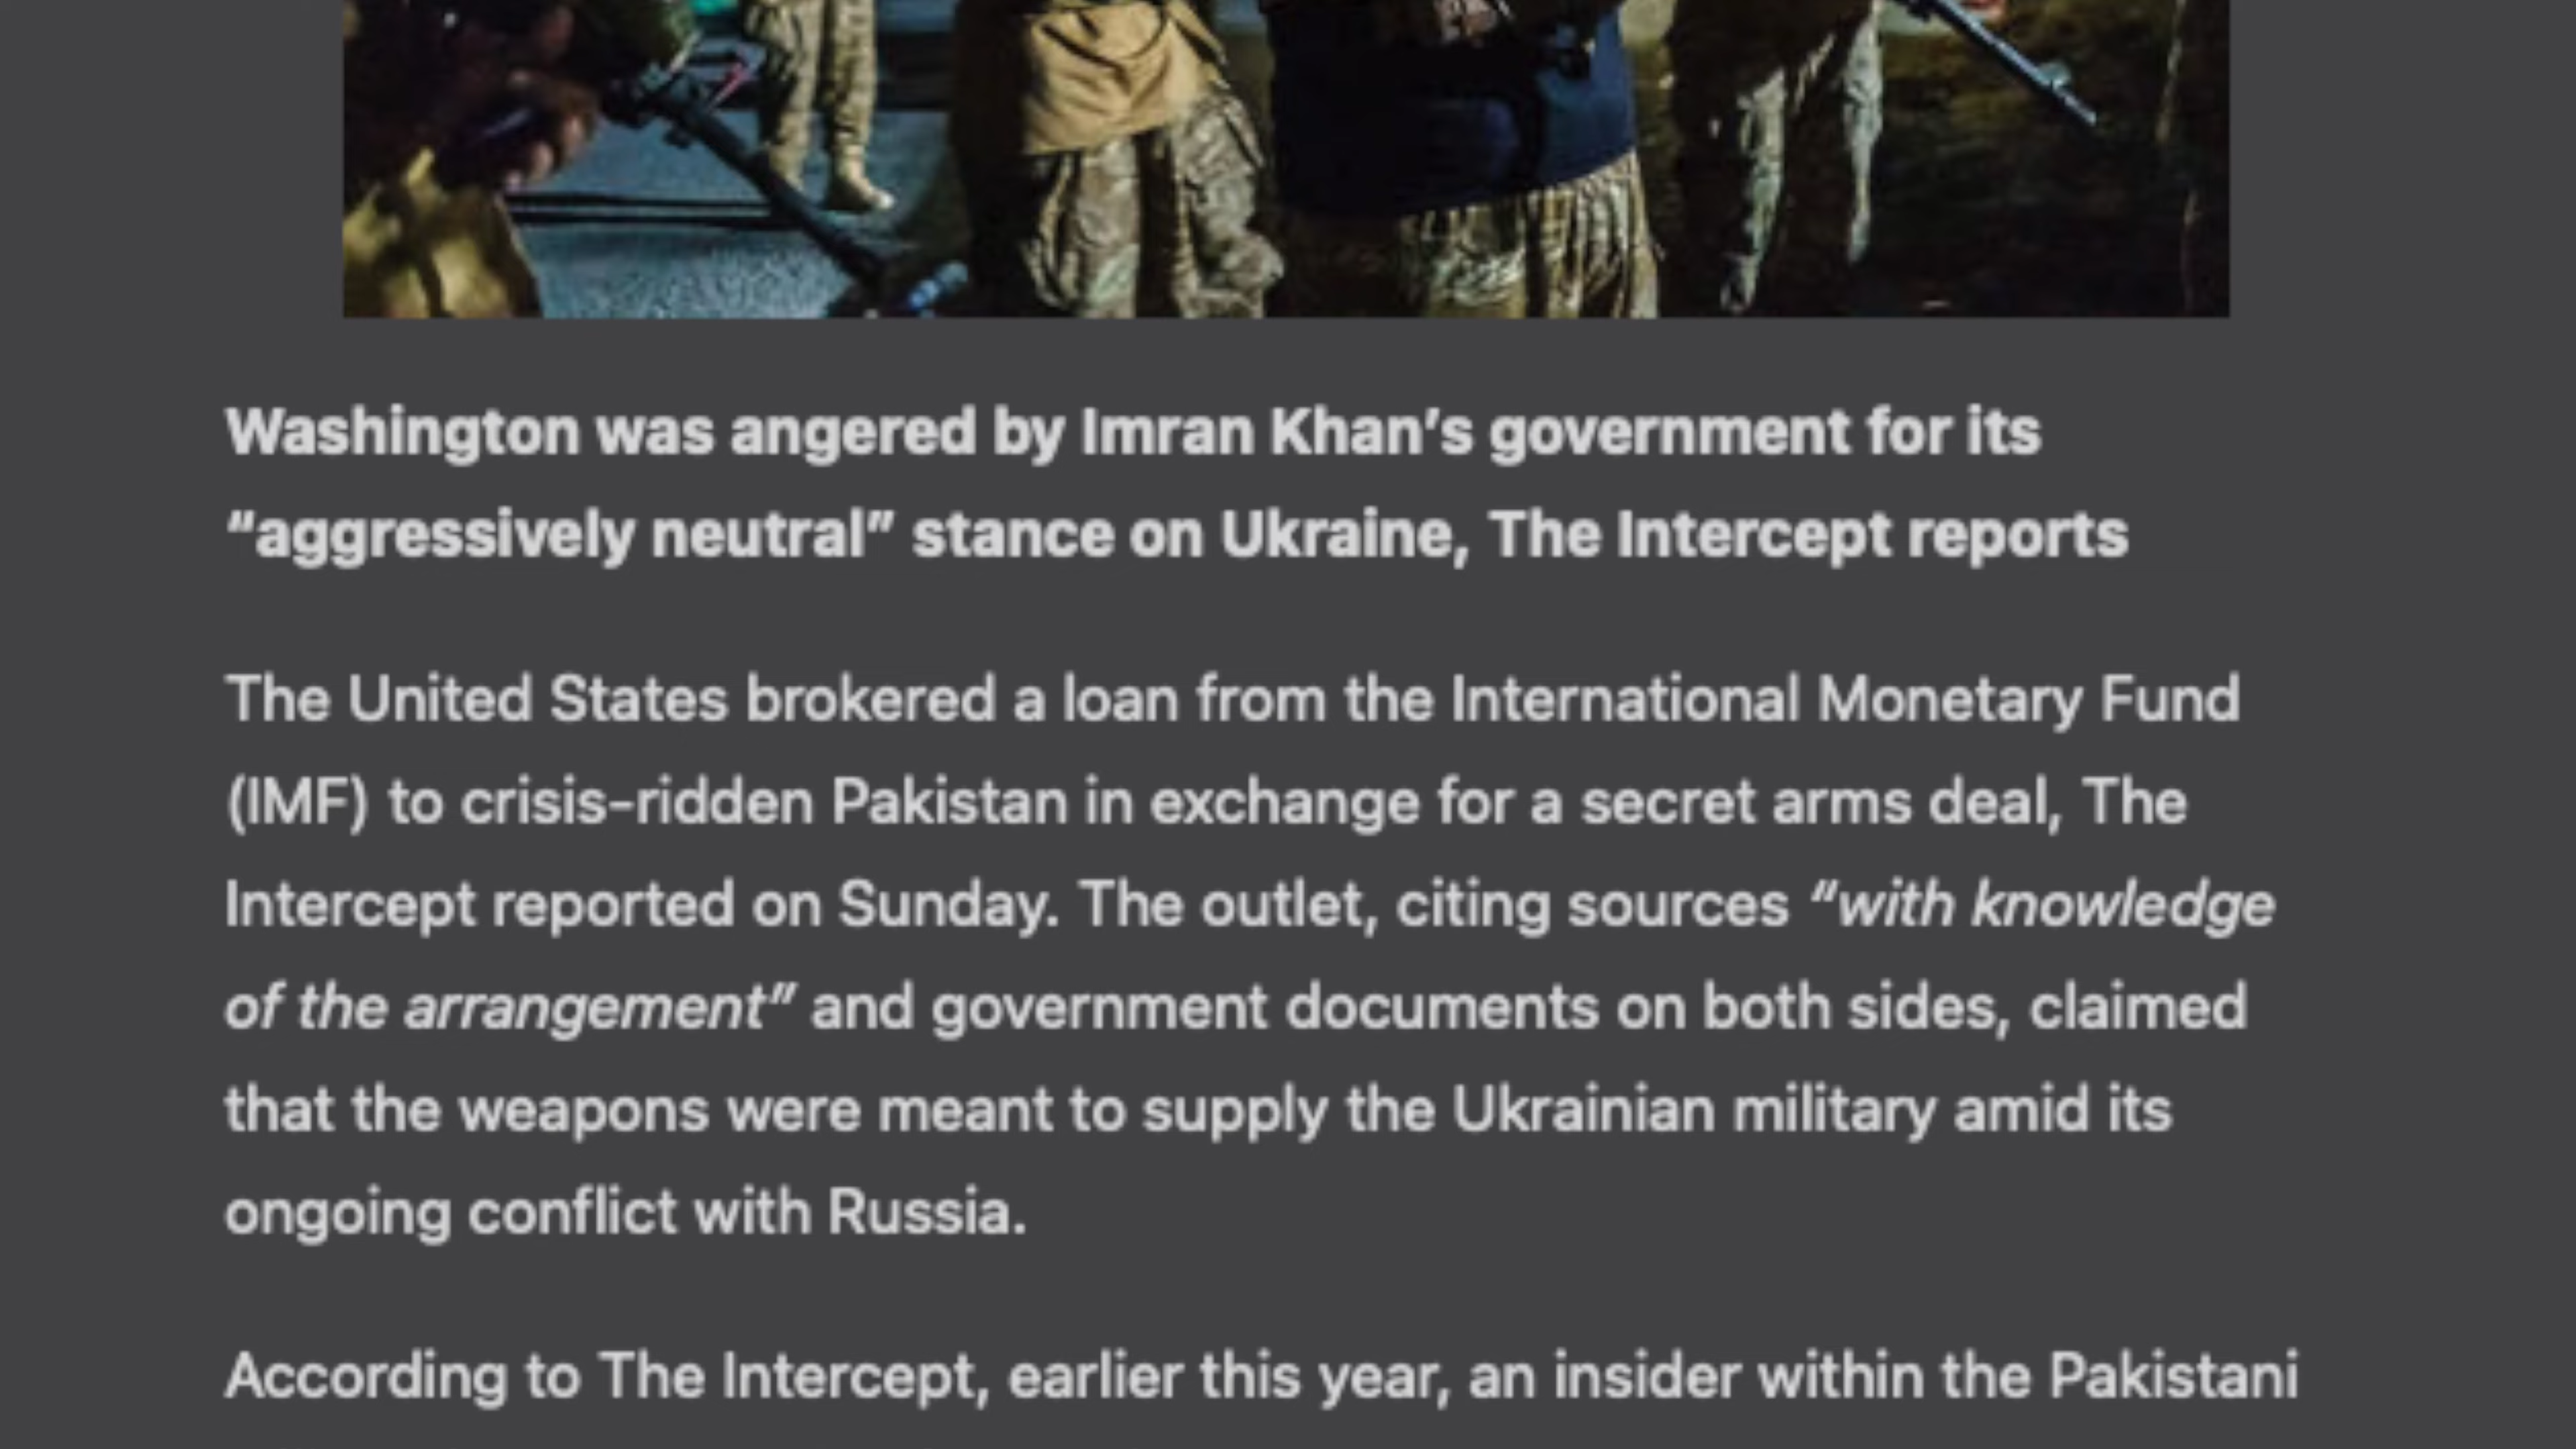 Washington was angered by Imran Khan’s government for its
“aggressively neutral” stance on Ukraine, The Intercept reports
The United States brokered a loan from the International Monetary Fund
(IMF) to crisis-ridden Pakistan in exchange for a secret arms deal, The
Intercept reported on Sunday. The outlet, citing sources “with knowledge
of the arrangement” and government documents on both sides, claimed
that the weapons were meant to supply the Ukrainian military amid its
ongoing conflict with Russia.
According to The Intercept, earlier this year, an insider within the Pakistani